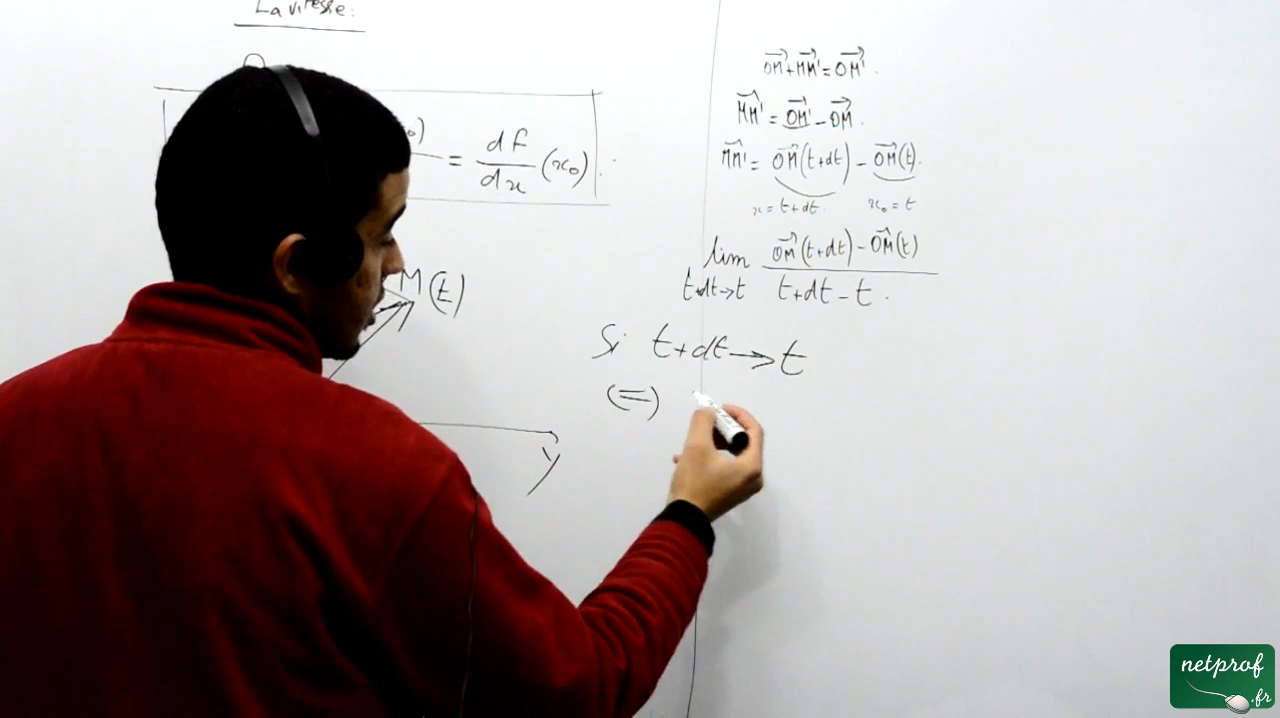 La vitesse:
0) = df/dx (x₀) .
M(t)
y
OM⃗ + MM'⃗ = OM'⃗ .
MM'⃗ = OM'⃗ - OM⃗ .
MM'⃗ = OM⃗(t+dt) - OM⃗(t).
x = t+dt. x₀ = t
lim t+dt→t (OM⃗(t+dt) - OM⃗(t)) / (t+dt-t) .
Si t+dt → t
(=)
netprof
.fr